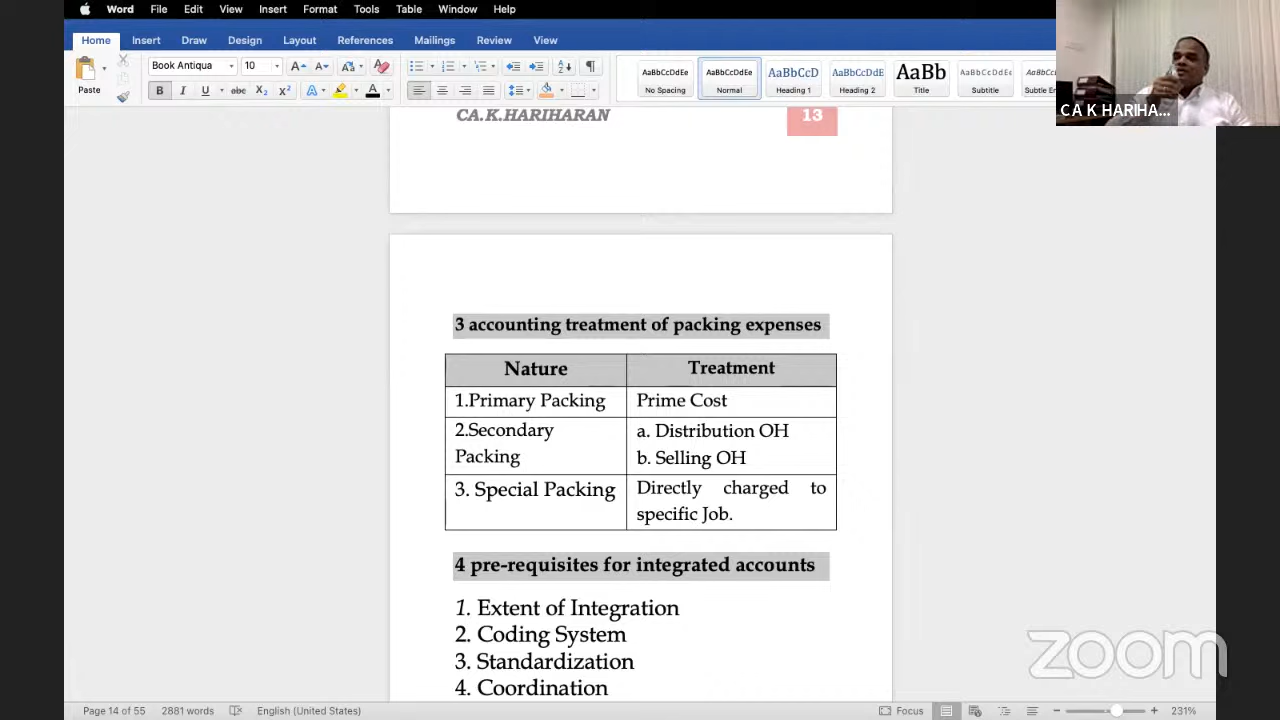 Word File Edit View Insert Format Tools Table Window Help
Home Insert Draw Design Layout References Mailings Review View
Paste
Book Antiqua 10
B I U abc X2 X2
AaBbCcDdEe No Spacing
AaBbCcDdEe Normal
AaBbCcD Heading 1
AaBbCcDdE Heading 2
AaBb Title
AaBbCcDdEe Subtitle
CA K HARIHA...
CA.K.HARIHARAN 13
3 accounting treatment of packing expenses
Nature Treatment
1.Primary Packing Prime Cost
2.Secondary Packing
a. Distribution OH
b. Selling OH
3. Special Packing
Directly charged to
specific Job.
4 pre-requisites for integrated accounts
1. Extent of Integration
2. Coding System
3. Standardization
4. Coordination
zoom
Page 14 of 55 2881 words English (United States) Focus 231%